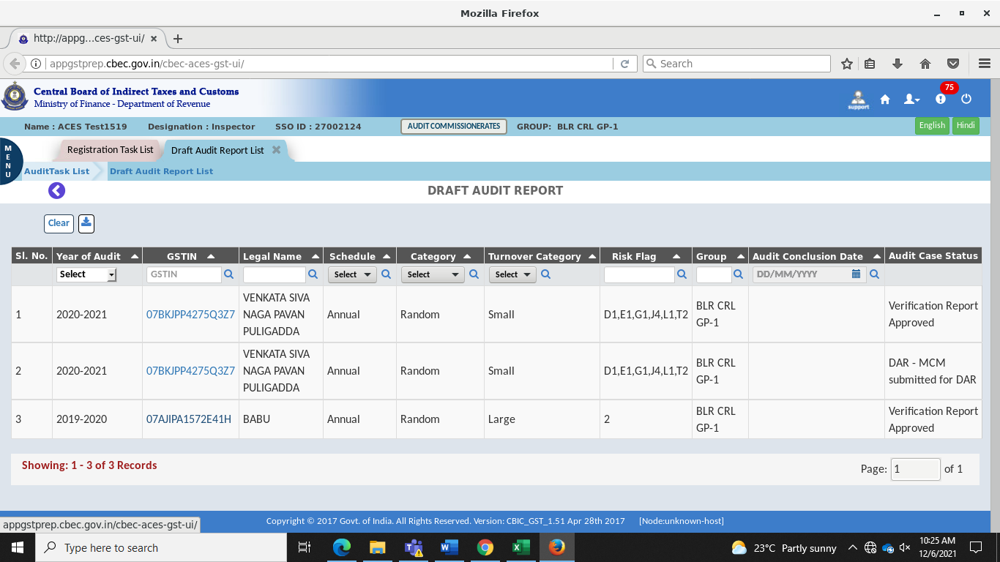 Mozilla Firefox
http://appg...ces-gst-ui/
appgstprep.cbec.gov.in/cbec-aces-gst-ui/
Search
Central Board of Indirect Taxes and Customs
Ministry of Finance - Department of Revenue
support
75
Name : ACES Test1519 Designation : Inspector SSO ID : 27002124 AUDIT COMMISSIONERATES GROUP: BLR CRL GP-1 English Hindi
MENU
Registration Task List Draft Audit Report List
AuditTask List Draft Audit Report List
DRAFT AUDIT REPORT
Clear
Sl. No. Year of Audit GSTIN Legal Name Schedule Category Turnover Category Risk Flag Group Audit Conclusion Date Audit Case Status
Select GSTIN Select Select Select DD/MM/YYYY
1 2020-2021 07BKJPP4275Q3Z7 VENKATA SIVA NAGA PAVAN PULIGADDA Annual Random Small D1,E1,G1,J4,L1,T2 BLR CRL GP-1 Verification Report Approved
2 2020-2021 07BKJPP4275Q3Z7 VENKATA SIVA NAGA PAVAN PULIGADDA Annual Random Small D1,E1,G1,J4,L1,T2 BLR CRL GP-1 DAR - MCM submitted for DAR
3 2019-2020 07AJIPA1572E41H BABU Annual Random Large 2 BLR CRL GP-1 Verification Report Approved
Showing: 1 - 3 of 3 Records
Page: 1 of 1
Copyright © 2017 Govt. of India. All Rights Reserved. Version: CBIC_GST_1.51 Apr 28th 2017 [Node:unknown-host]
appgstprep.cbec.gov.in/cbec-aces-gst-ui/
Type here to search
23°C Partly sunny
10:25 AM
12/6/2021